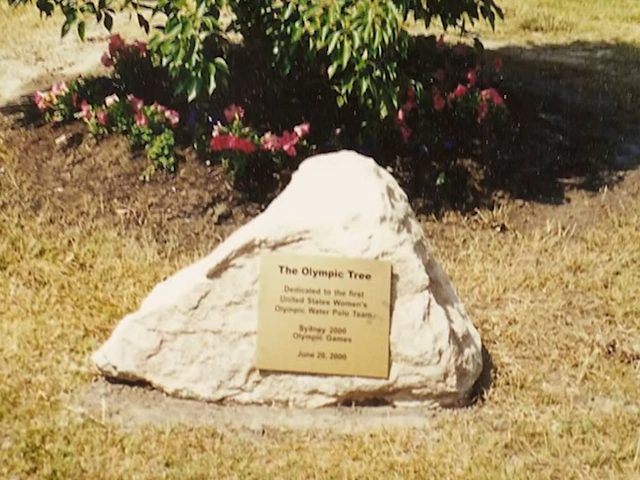 The Olympic Tree
Dedicated to the first
United States Women's
Olympic Water Polo Team
Sydney 2000
Olympic Games
June 20, 2000